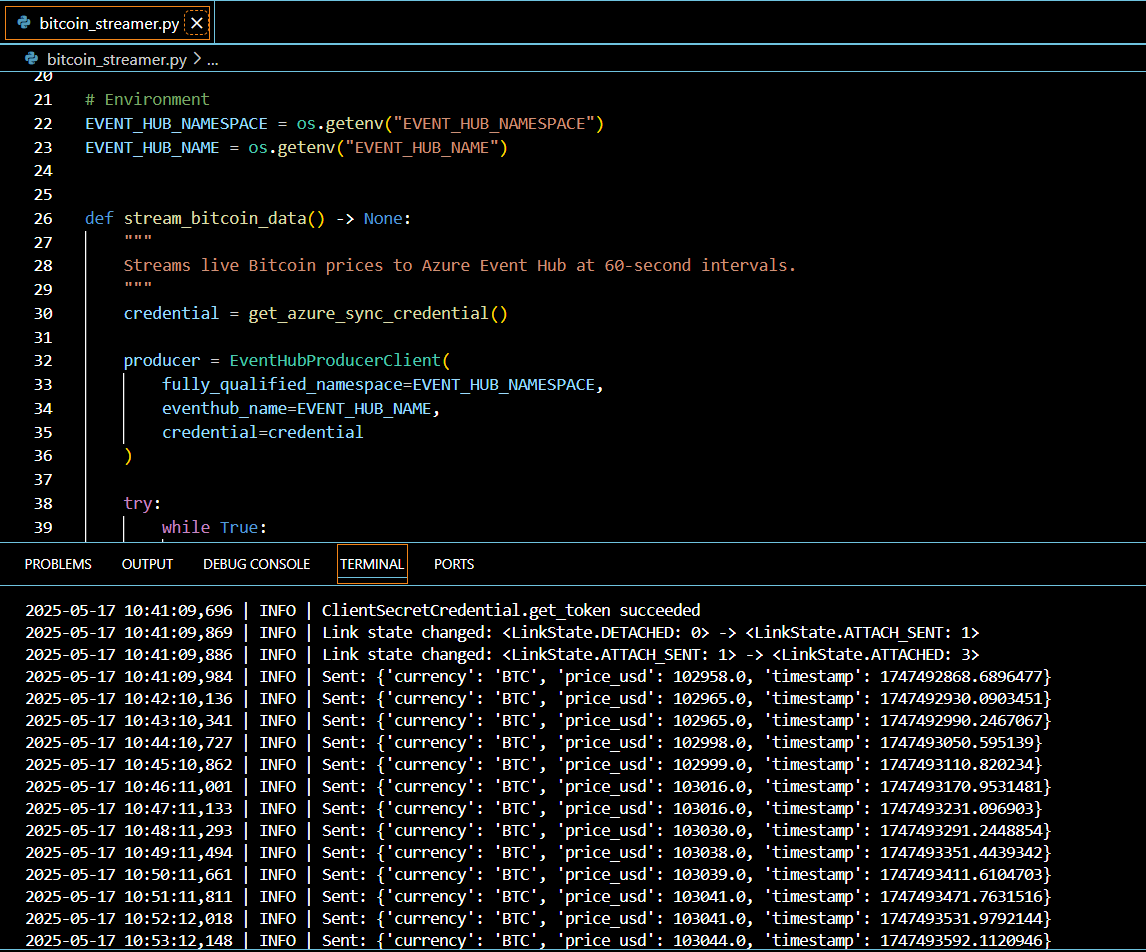 bitcoin_streamer.py
bitcoin_streamer.py > ...
20
21 # Environment
22 EVENT_HUB_NAMESPACE = os.getenv("EVENT_HUB_NAMESPACE")
23 EVENT_HUB_NAME = os.getenv("EVENT_HUB_NAME")
24
25
26 def stream_bitcoin_data() -> None:
27     """
28     Streams live Bitcoin prices to Azure Event Hub at 60-second intervals.
29     """
30     credential = get_azure_sync_credential()
31
32     producer = EventHubProducerClient(
33         fully_qualified_namespace=EVENT_HUB_NAMESPACE,
34         eventhub_name=EVENT_HUB_NAME,
35         credential=credential
36     )
37
38     try:
39         while True:
PROBLEMS OUTPUT DEBUG CONSOLE TERMINAL PORTS
2025-05-17 10:41:09,696 | INFO | ClientSecretCredential.get_token succeeded
2025-05-17 10:41:09,869 | INFO | Link state changed: <LinkState.DETACHED: 0> -> <LinkState.ATTACH_SENT: 1>
2025-05-17 10:41:09,886 | INFO | Link state changed: <LinkState.ATTACH_SENT: 1> -> <LinkState.ATTACHED: 3>
2025-05-17 10:41:09,984 | INFO | Sent: {'currency': 'BTC', 'price_usd': 102958.0, 'timestamp': 1747492868.6896477}
2025-05-17 10:42:10,136 | INFO | Sent: {'currency': 'BTC', 'price_usd': 102965.0, 'timestamp': 1747492930.0903451}
2025-05-17 10:43:10,341 | INFO | Sent: {'currency': 'BTC', 'price_usd': 102965.0, 'timestamp': 1747492990.2467067}
2025-05-17 10:44:10,727 | INFO | Sent: {'currency': 'BTC', 'price_usd': 102998.0, 'timestamp': 1747493050.595139}
2025-05-17 10:45:10,862 | INFO | Sent: {'currency': 'BTC', 'price_usd': 102999.0, 'timestamp': 1747493110.820234}
2025-05-17 10:46:11,001 | INFO | Sent: {'currency': 'BTC', 'price_usd': 103016.0, 'timestamp': 1747493170.9531481}
2025-05-17 10:47:11,133 | INFO | Sent: {'currency': 'BTC', 'price_usd': 103016.0, 'timestamp': 1747493231.096903}
2025-05-17 10:48:11,293 | INFO | Sent: {'currency': 'BTC', 'price_usd': 103030.0, 'timestamp': 1747493291.2448854}
2025-05-17 10:49:11,494 | INFO | Sent: {'currency': 'BTC', 'price_usd': 103038.0, 'timestamp': 1747493351.4439342}
2025-05-17 10:50:11,661 | INFO | Sent: {'currency': 'BTC', 'price_usd': 103039.0, 'timestamp': 1747493411.6104703}
2025-05-17 10:51:11,811 | INFO | Sent: {'currency': 'BTC', 'price_usd': 103041.0, 'timestamp': 1747493471.7631516}
2025-05-17 10:52:12,018 | INFO | Sent: {'currency': 'BTC', 'price_usd': 103041.0, 'timestamp': 1747493531.9792144}
2025-05-17 10:53:12,148 | INFO | Sent: {'currency': 'BTC', 'price_usd': 103044.0, 'timestamp': 1747493592.1120946}